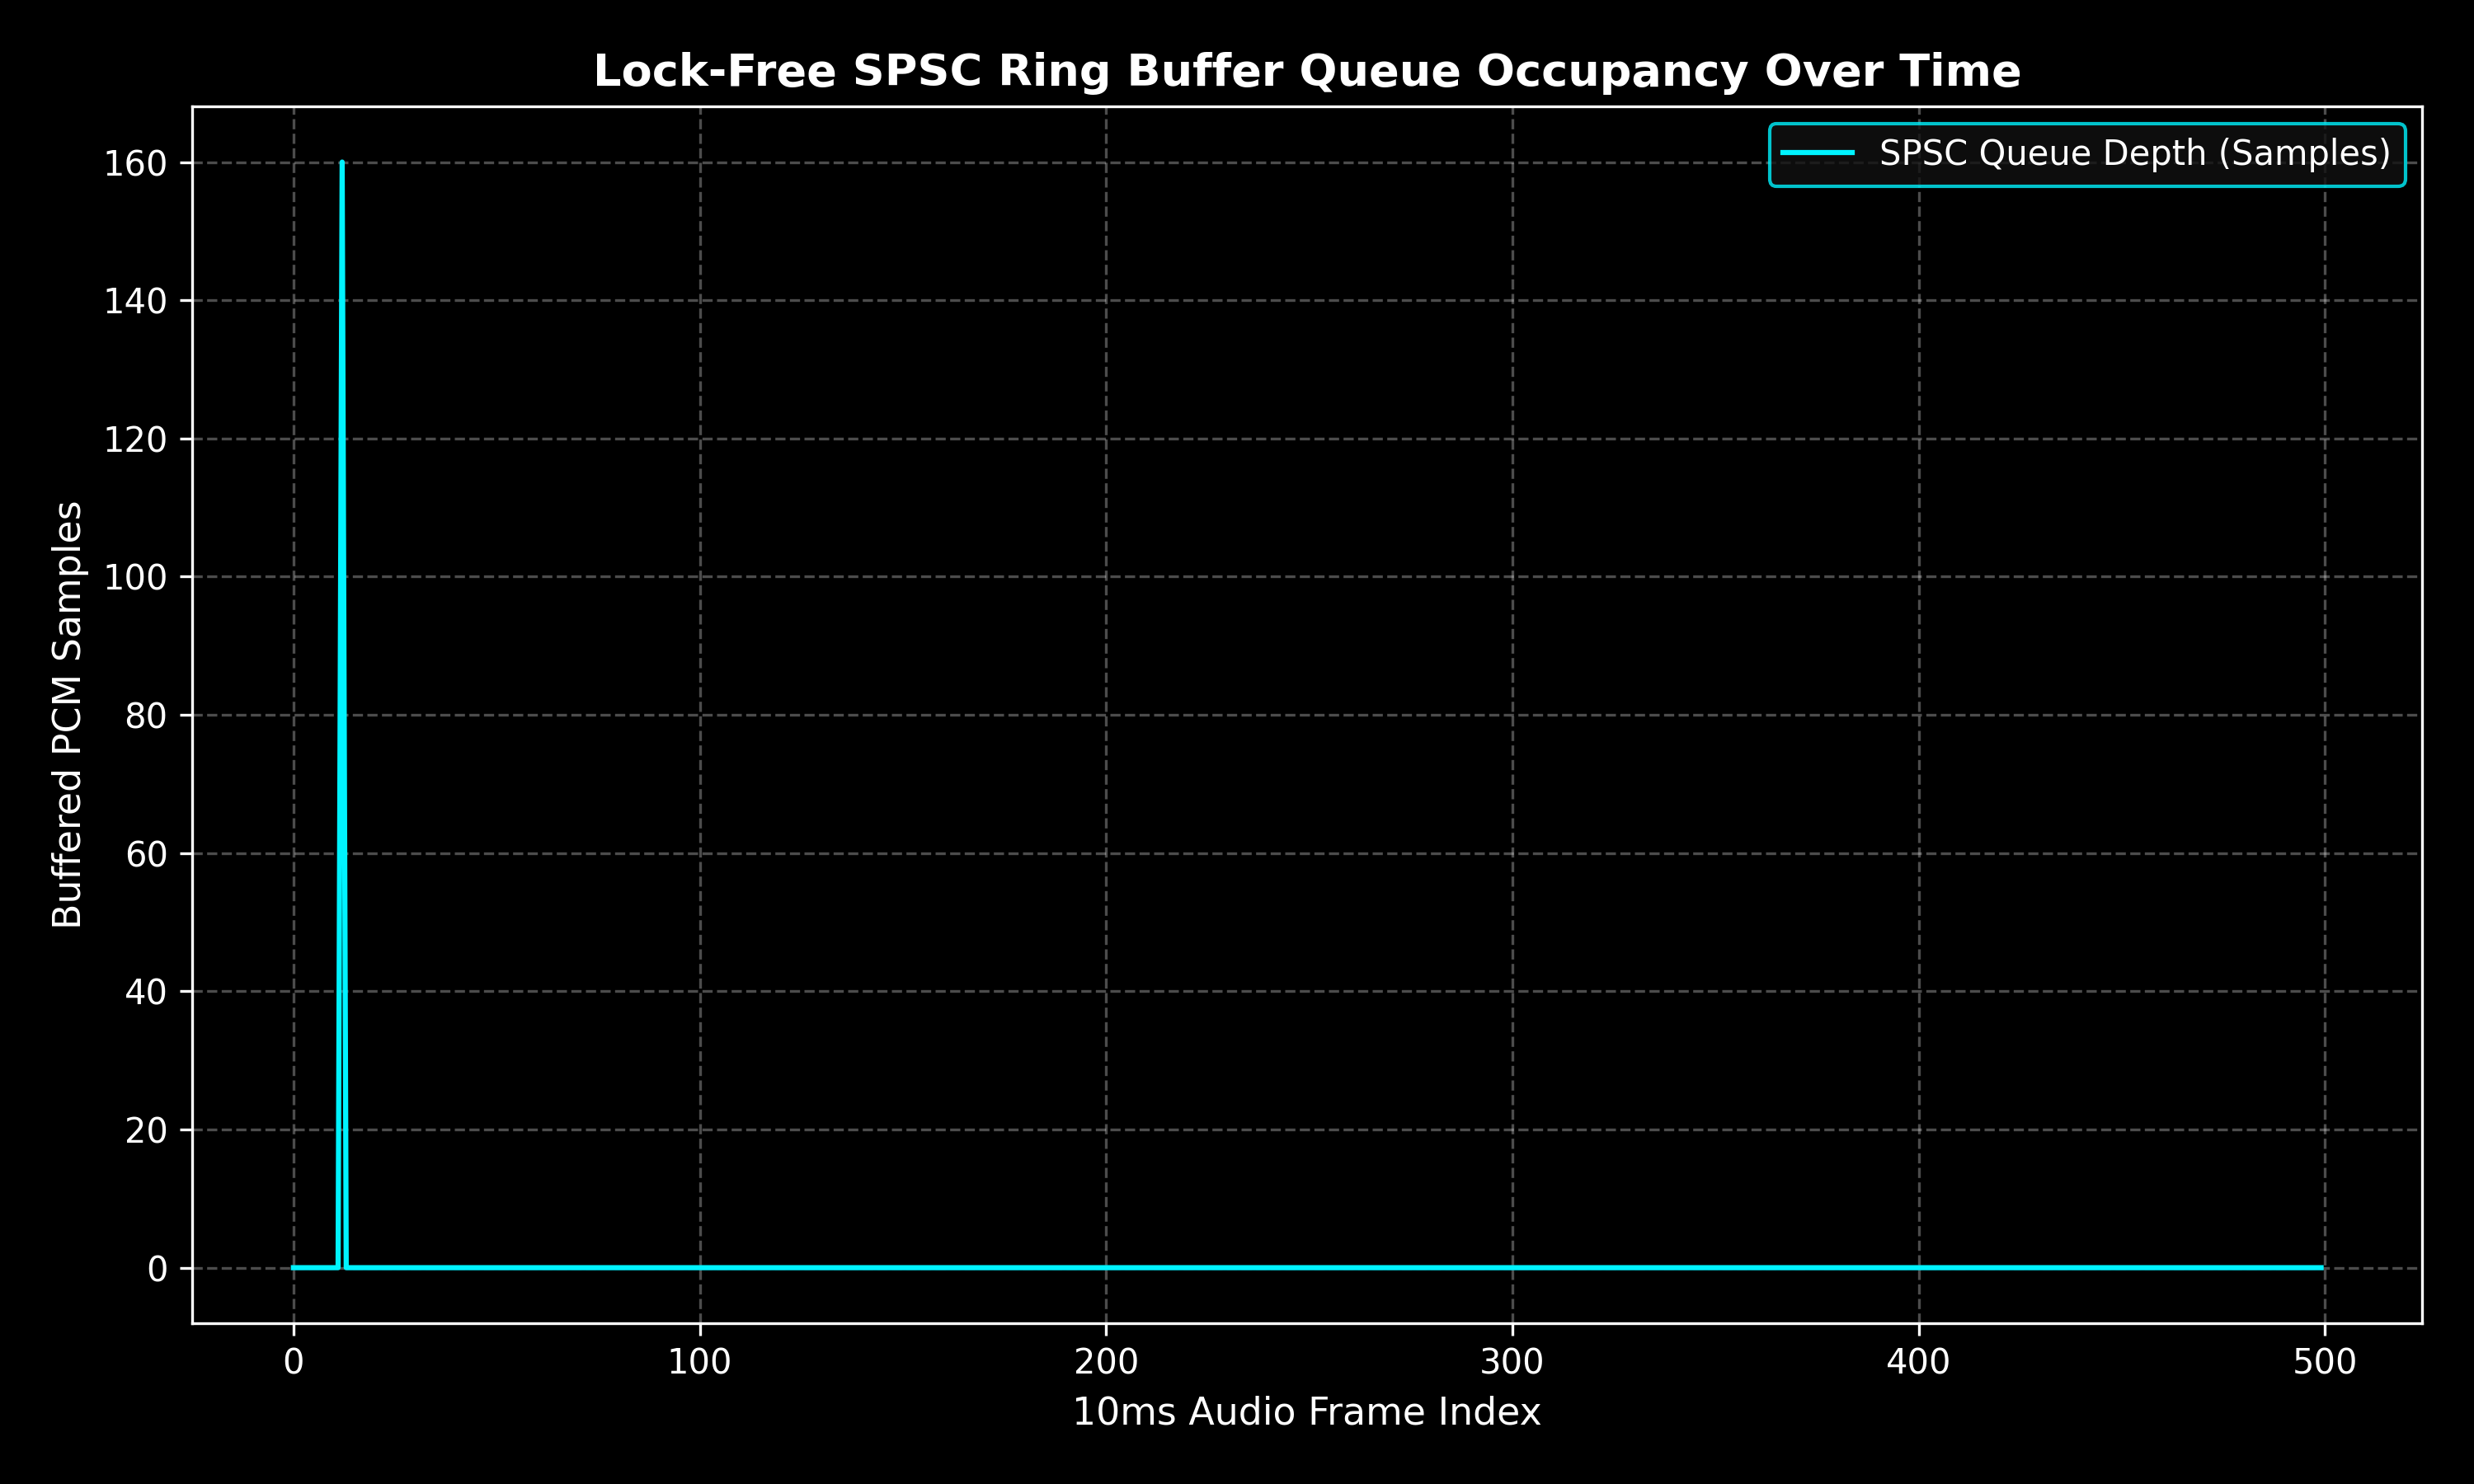 Lock-Free SPSC Ring Buffer Queue Occupancy Over Time
SPSC Queue Depth (Samples)
Buffered PCM Samples
160
140
120
100
80
60
40
20
0
0 100 200 300 400 500
10ms Audio Frame Index